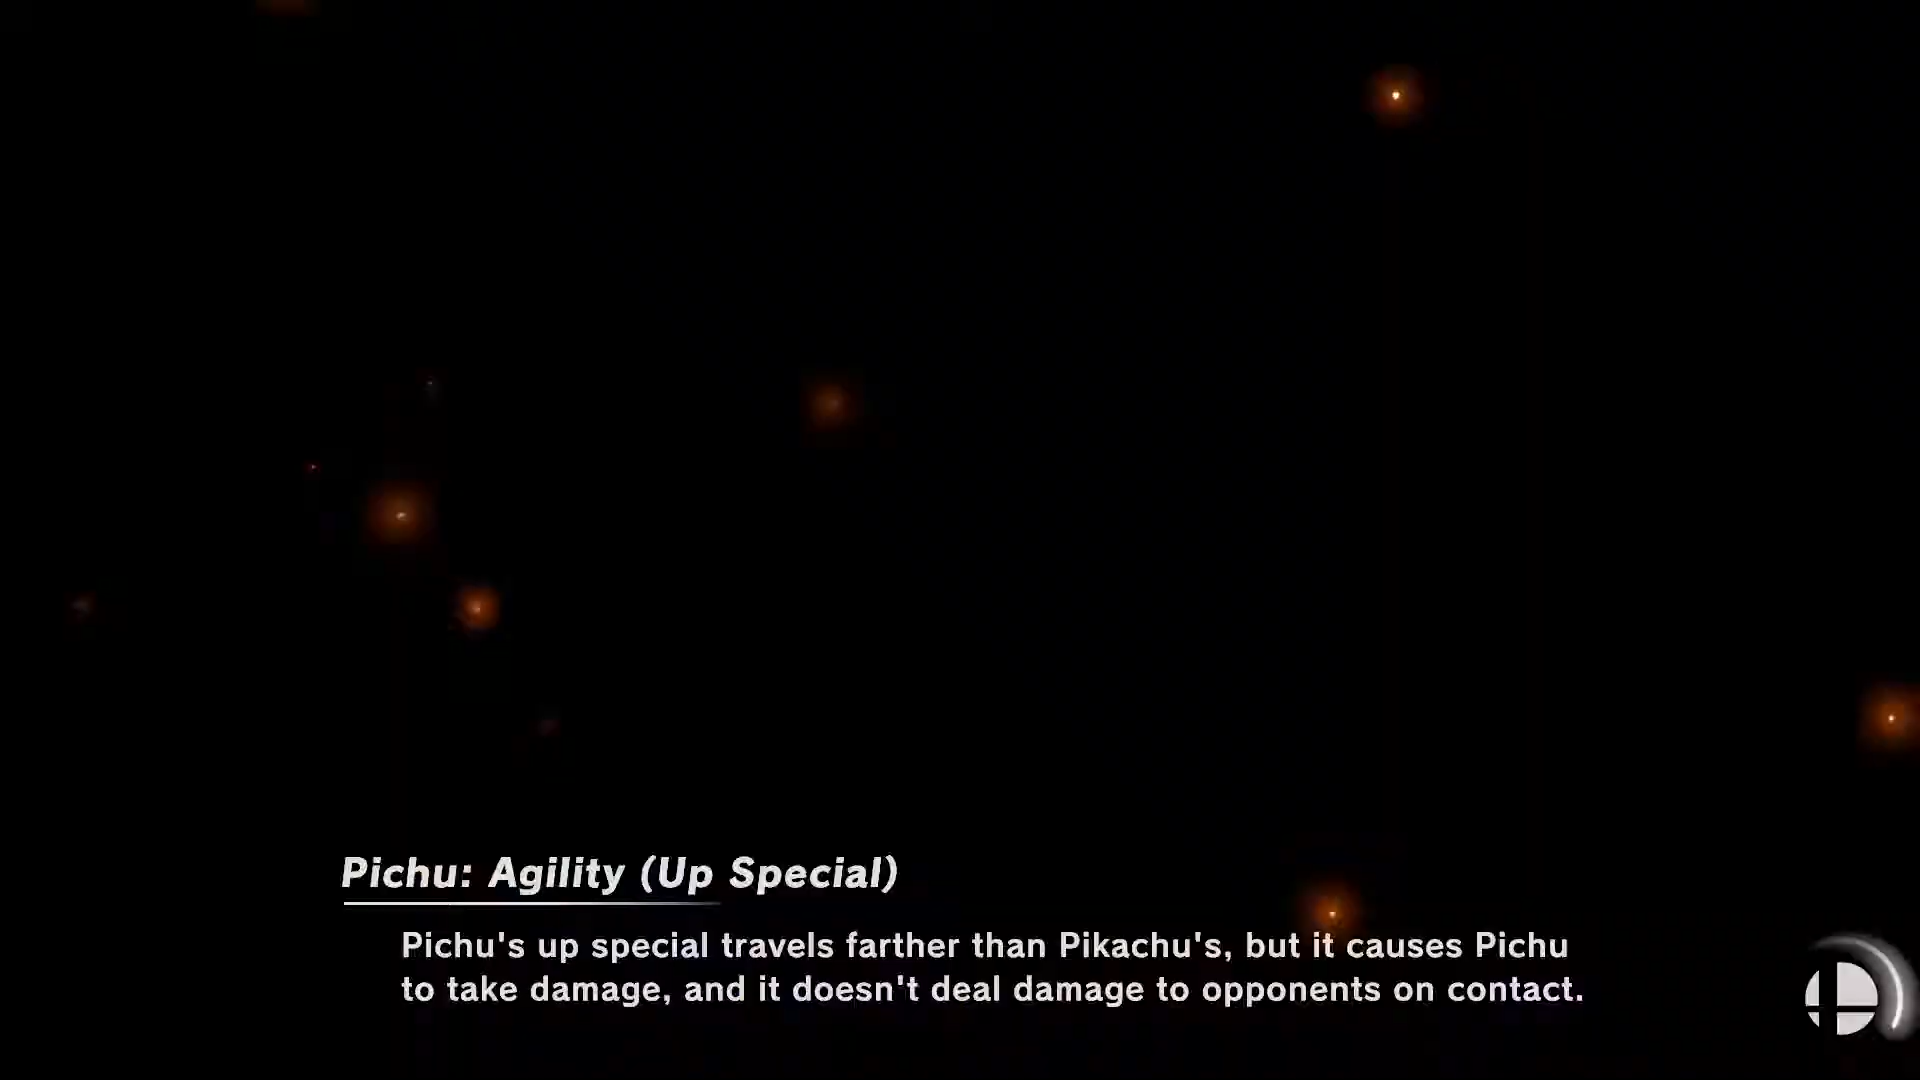 Pichu: Agility (Up Special)
Pichu's up special travels farther than Pikachu's, but it causes Pichu
to take damage, and it doesn't deal damage to opponents on contact.